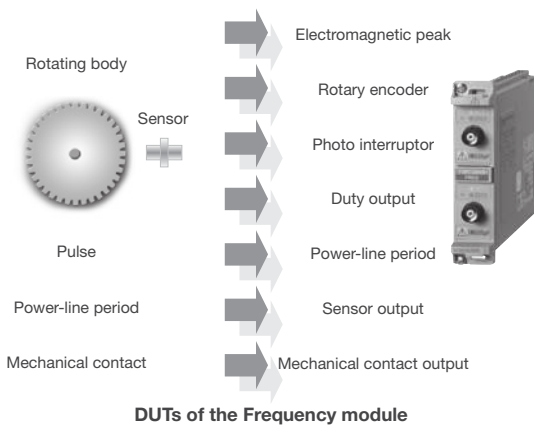 Electromagnetic peak
Rotating body
Rotary encoder
Sensor
Photo interruptor
Duty output
Pulse
Power-line period
Power-line period
Sensor output
Mechanical contact
Mechanical contact output
DUTs of the Frequency module